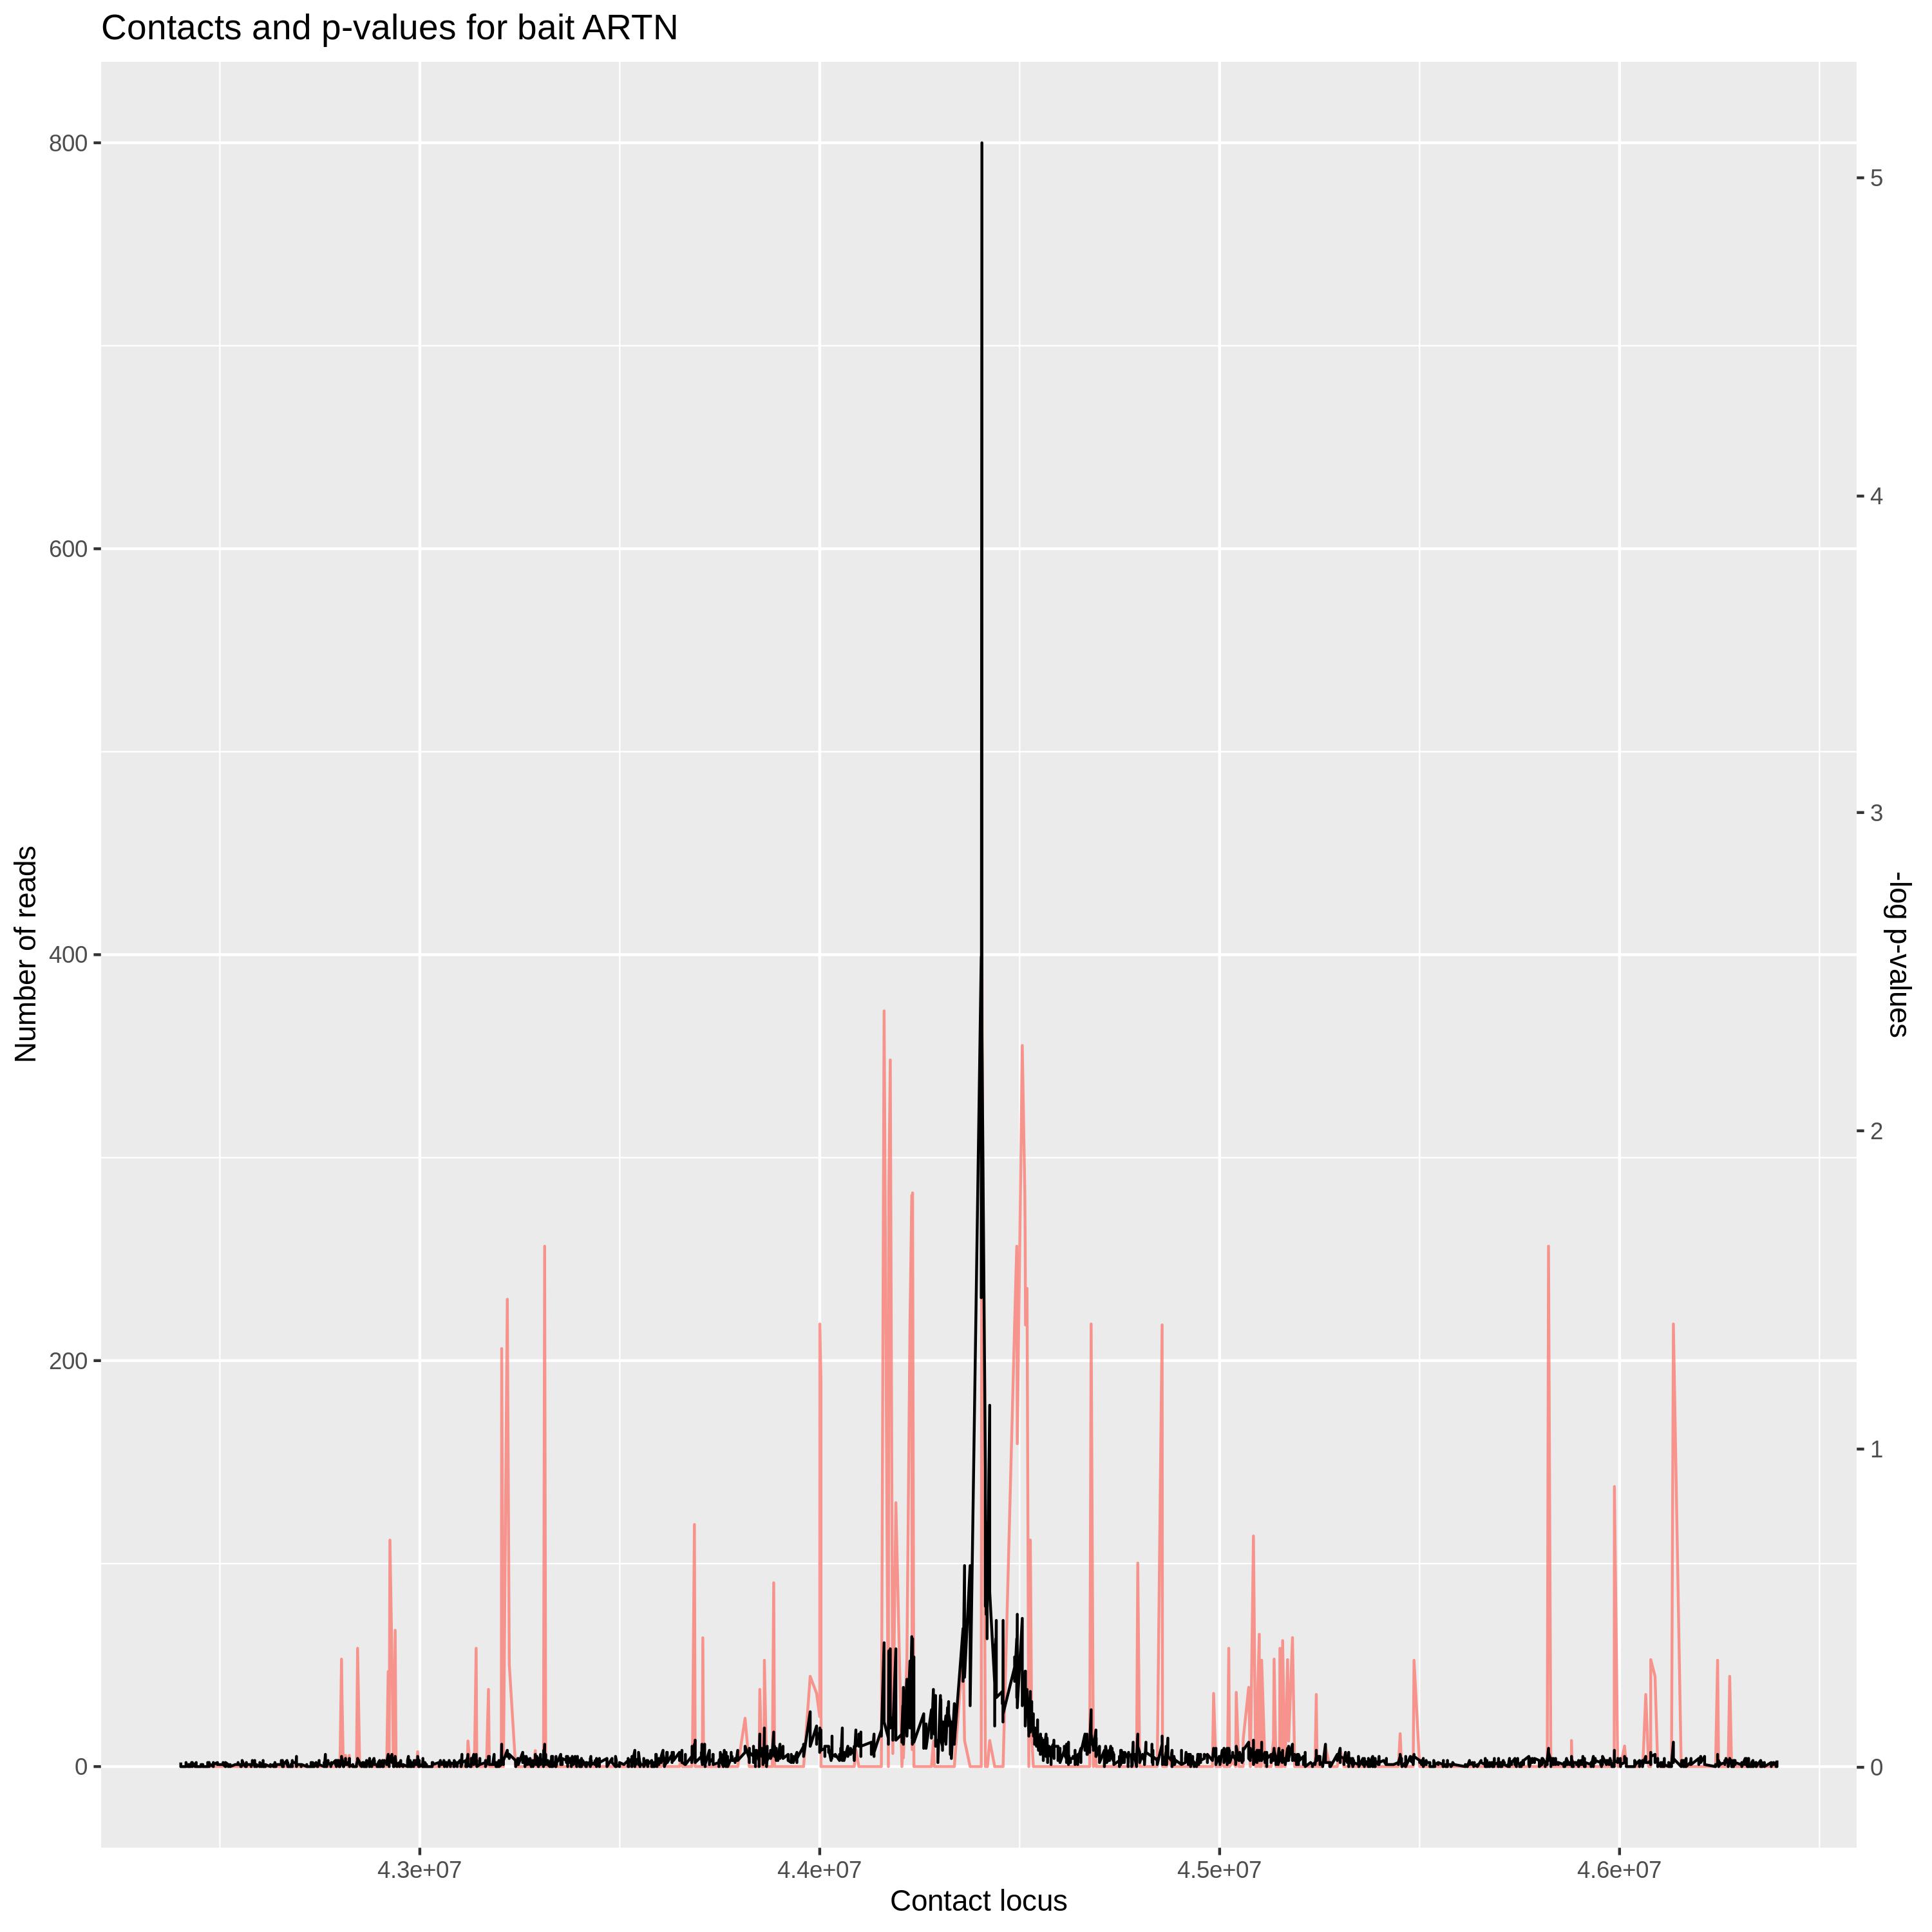 Contacts and p-values for bait ARTN
Number of reads
800
600
400
200
0
5
4
3
2
1
0
-log p-values
4.3e+07
4.4e+07
4.5e+07
4.6e+07
Contact locus